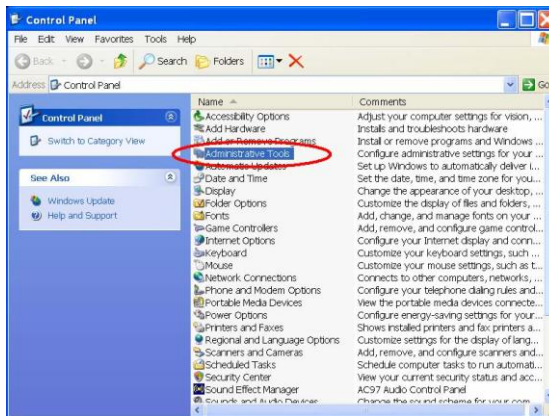 Control Panel
File Edit View Favorites Tools Help
Back Search Folders
Address Control Panel Go
Name Comments
Control Panel
Switch to Category View
See Also
Windows Update
Help and Support
Accessibility Options Adjust your computer settings for vision, ...
Add Hardware Installs and troubleshoots hardware
Add or Remove Programs Install or remove programs and Windows ...
Administrative Tools Configure administrative settings for your ...
Automatic Updates Set up Windows to automatically deliver i...
Date and Time Set the date, time, and time zone for you...
Display Change the appearance of your desktop, ...
Folder Options Customize the display of files and folders, ...
Fonts Add, change, and manage fonts on your ...
Game Controllers Add, remove, and configure game control...
Internet Options Configure your Internet display and conn...
Keyboard Customize your keyboard settings, such ...
Mouse Customize your mouse settings, such as t...
Network Connections Connects to other computers, networks, ...
Phone and Modem Options Configure your telephone dialing rules and...
Portable Media Devices View the portable media devices connecte...
Power Options Configure energy-saving settings for your...
Printers and Faxes Shows installed printers and fax printers a...
Regional and Language Options Customize settings for the display of lang...
Scanners and Cameras Add, remove, and configure scanners and...
Scheduled Tasks Schedule computer tasks to run automati...
Security Center View your current security status and acc...
Sound Effect Manager AC97 Audio Control Panel
Sounds and Audio Devices Change the sound scheme for your com...